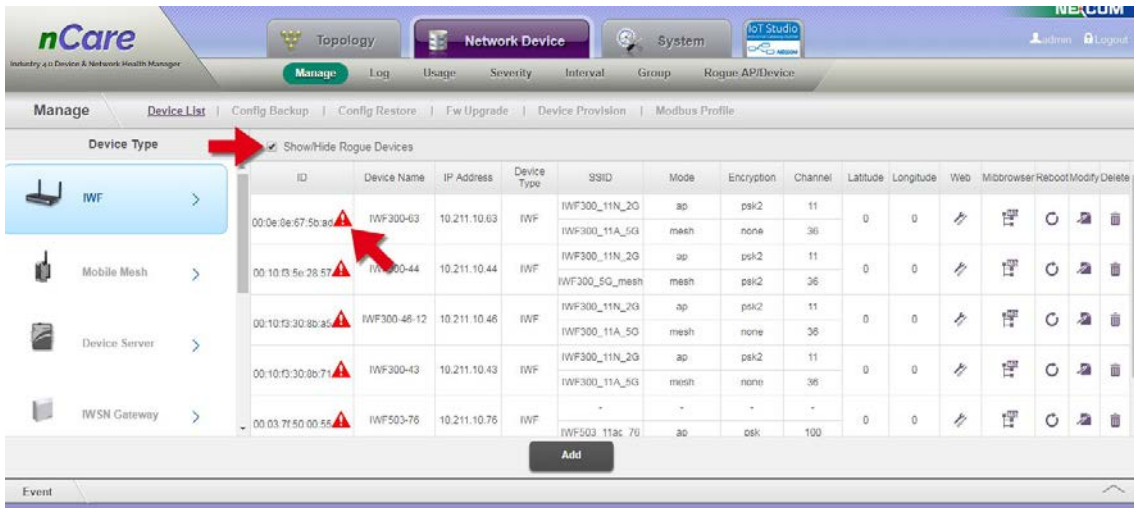 NEXCOM
nCare
Industry 4.0 Device & Network Health Manager
Topology
Network Device
System
IoT Studio
NEXCOM
admin
Logout
Manage
Log
Usage
Severity
Interval
Group
Rogue AP/Device
Manage
Device List | Config Backup | Config Restore | Fw Upgrade | Device Provision | Modbus Profile
Device Type
Show/Hide Rogue Devices
IWF
Mobile Mesh
Device Server
IWSN Gateway
ID Device Name IP Address Device Type SSID Mode Encryption Channel Latitude Longitude Web Mibbrowser Reboot Modify Delete
00:0e:8e:67:5b:ad IWF300-63 10.211.10.63 IWF IWF300_11N_2G ap psk2 11 0 0
IWF300_11A_5G mesh none 36
00:10:f3:5e:28:57 10.211.10.44 IWF IWF300_11N_2G ap psk2 11 0 0
IWF300_5G_mesh mesh psk2 36
00:10:f3:30:8b:a5 IWF300-46-12 10.211.10.46 IWF IWF300_11N_2G ap psk2 11 0 0
IWF300_11A_5G mesh none 36
00:10:f3:30:8b:71 IWF300-43 10.211.10.43 IWF IWF300_11N_2G ap psk2 11 0 0
IWF300_11A_5G mesh none 36
00:03:7f:50:00:55 IWF503-76 10.211.10.76 IWF - - - - 0 0
IWF503_11ac_76 ap psk 100
Add
Event